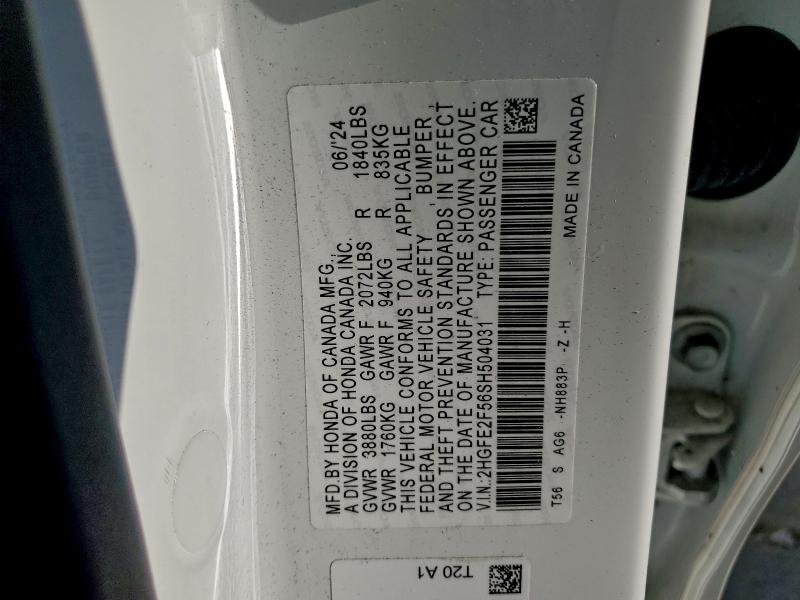 MFD.BY HONDA OF CANADA MFG.,
A DIVISION OF HONDA CANADA INC. 06/'24
GVWR 3880LBS GAWR F 2072LBS R 1840LBS
GVWR 1760KG GAWR F 940KG R 835KG
THIS VEHICLE CONFORMS TO ALL APPLICABLE
FEDERAL MOTOR VEHICLE SAFETY , BUMPER ,
AND THEFT PREVENTION STANDARDS IN EFFECT
ON THE DATE OF MANUFACTURE SHOWN ABOVE.
V.I.N.:2HGFE2F56SH504031 TYPE: PASSENGER CAR
T56 S AG6 -NH883P -Z -H
MADE IN CANADA
T20 A1